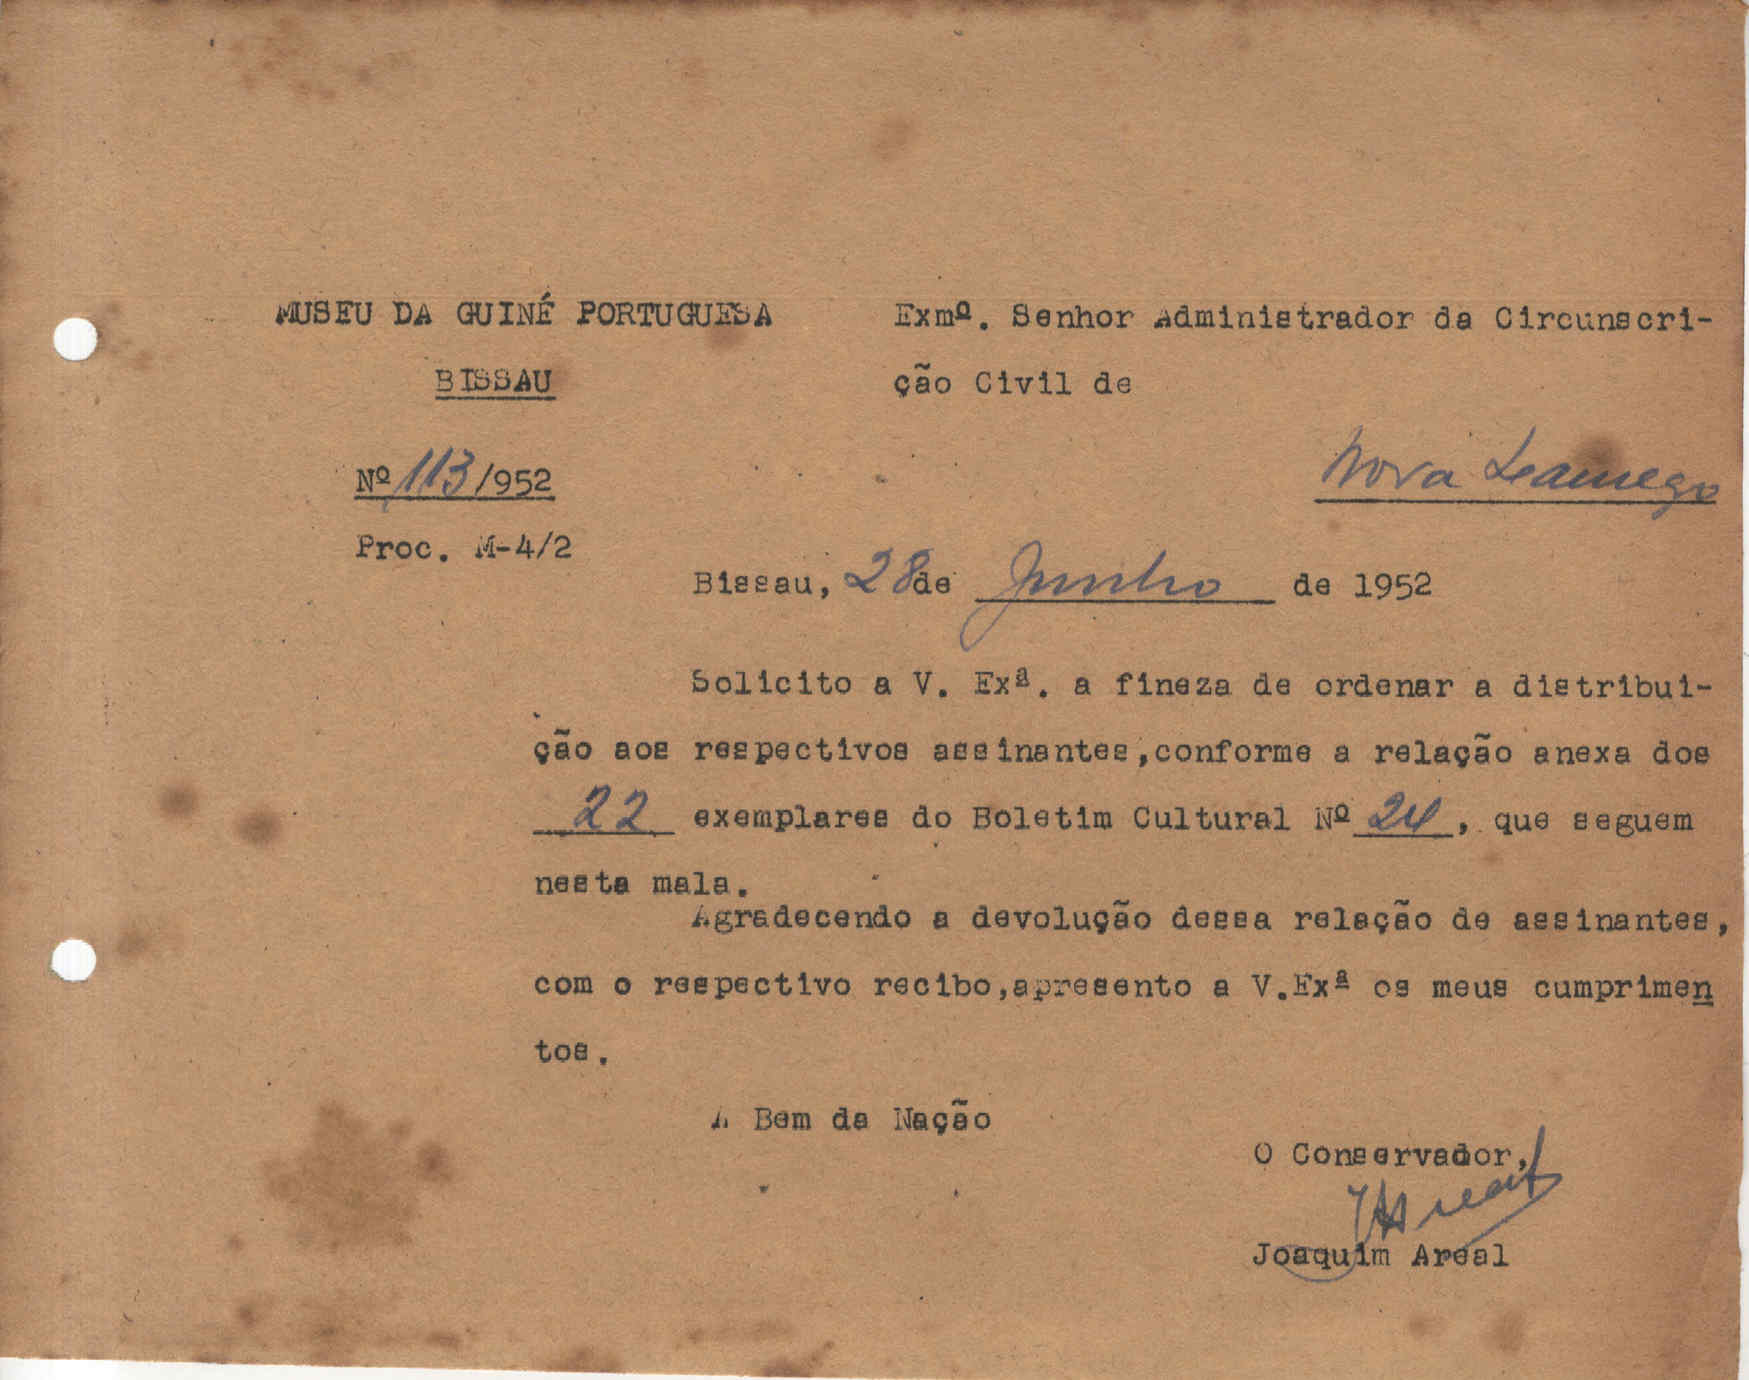 MUSEU DA GUINÉ PORTUGUESA
BISSAU
Nº 113/952
Proc. M-4/2
Exmº. Senhor Administrador da Circunscri-
ção Civil de
Nova Lamego
Bissau, 28 de Junho de 1952
Solicito a V. Exª. a fineza de ordenar a distribui-
ção aos respectivos assinantes,conforme a relação anexa dos
22 exemplares do Boletim Cultural Nº 24, que seguem
nesta mala.
Agradecendo a devolução dessa relação de assinantes,
com o respectivo recibo,apresento a V.Exª os meus cumprimen
tos.
A Bem da Nação
O Conservador,
JAreal
Joaquim Areal